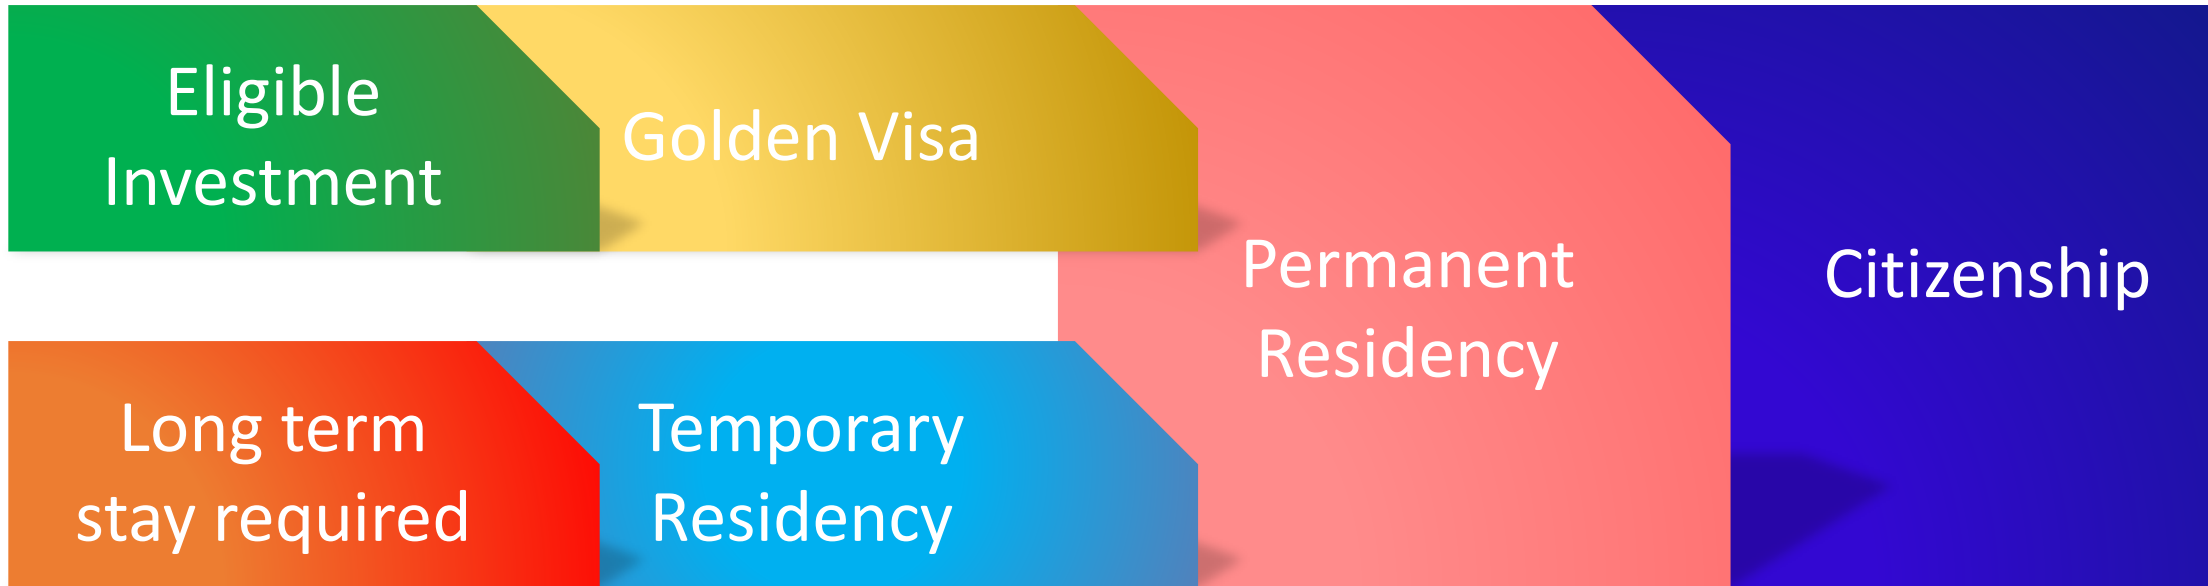 Eligible
Investment
Golden Visa
Long term
stay required
Temporary
Residency
Permanent
Residency
Citizenship